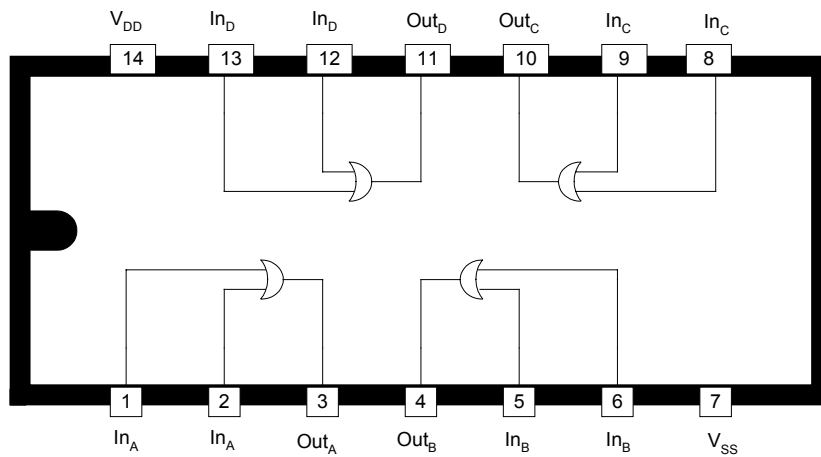 V_DD In_D In_D Out_D Out_C In_C In_C
14 13 12 11 10 9 8
1 2 3 4 5 6 7
In_A In_A Out_A Out_B In_B In_B V_SS